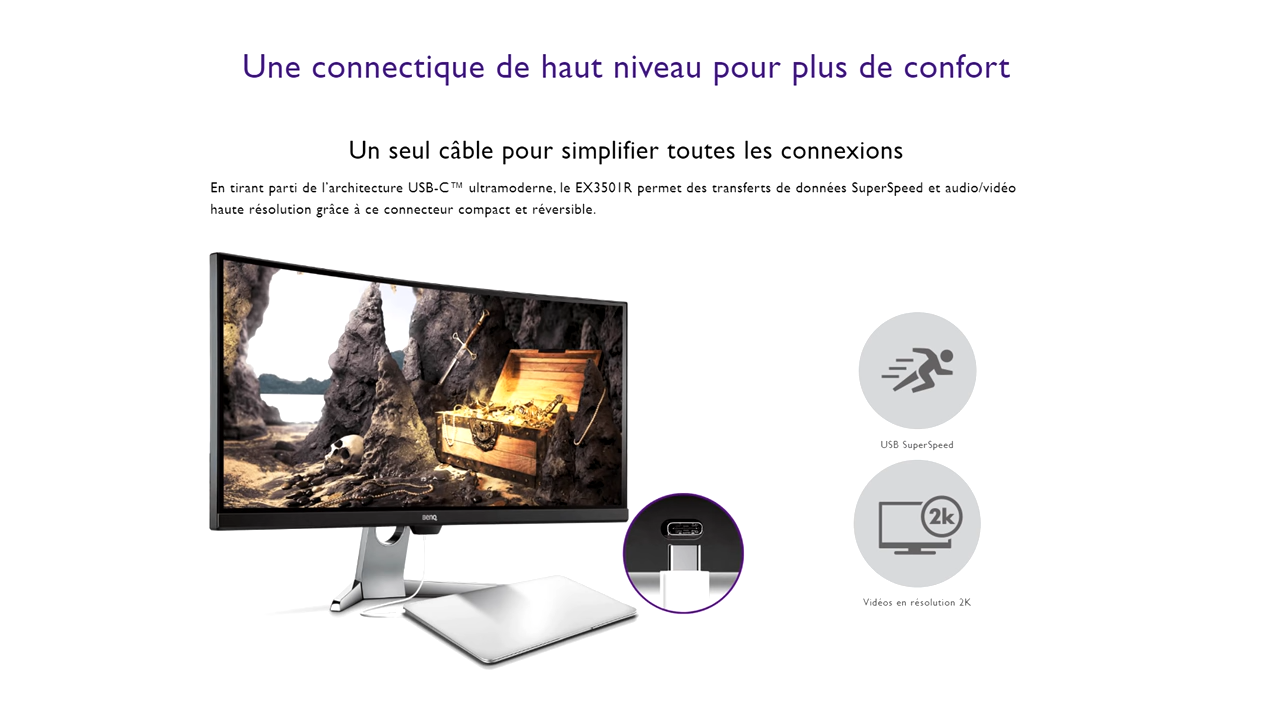 Une connectique de haut niveau pour plus de confort
Un seul câble pour simplifier toutes les connexions
En tirant parti de l'architecture USB-C™ ultramoderne, le EX3501R permet des transferts de données SuperSpeed et audio/vidéo
haute résolution grâce à ce connecteur compact et réversible.
BenQ
USB SuperSpeed
2k
Vidéos en résolution 2K